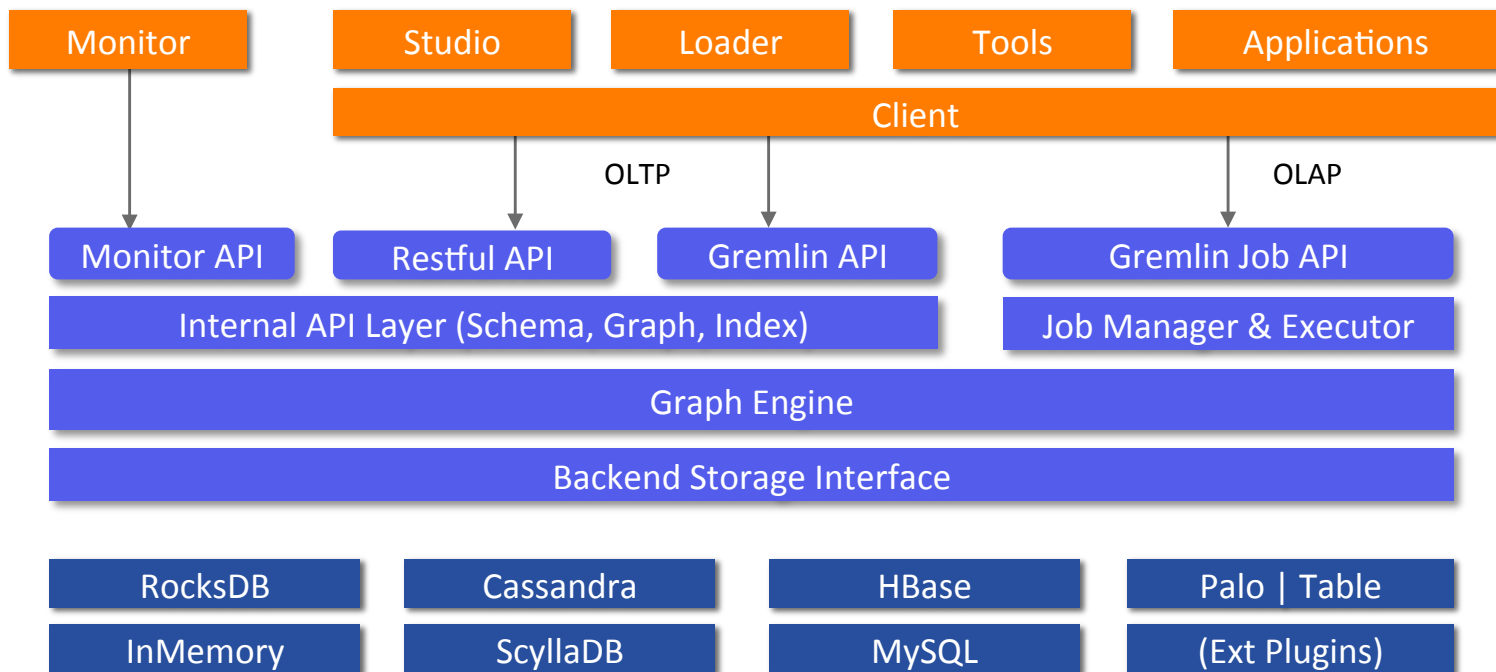 Monitor
Studio
Loader
Tools
Applications
Client
OLTP
OLAP
Monitor API
Restful API
Gremlin API
Gremlin Job API
Internal API Layer (Schema, Graph, Index)
Job Manager & Executor
Graph Engine
Backend Storage Interface
RocksDB
Cassandra
HBase
Palo | Table
InMemory
ScyllaDB
MySQL
(Ext Plugins)